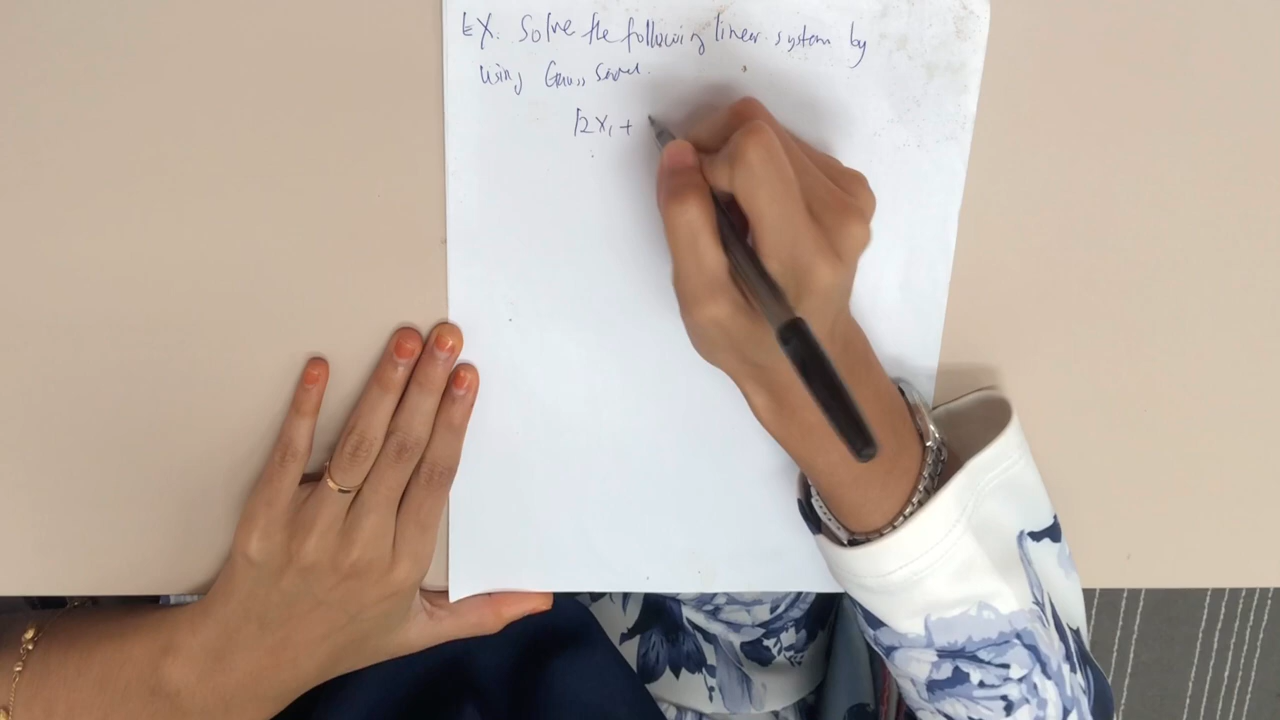 EX. Solve the following linear system by
using Gauss Seidel.
12x₁ +